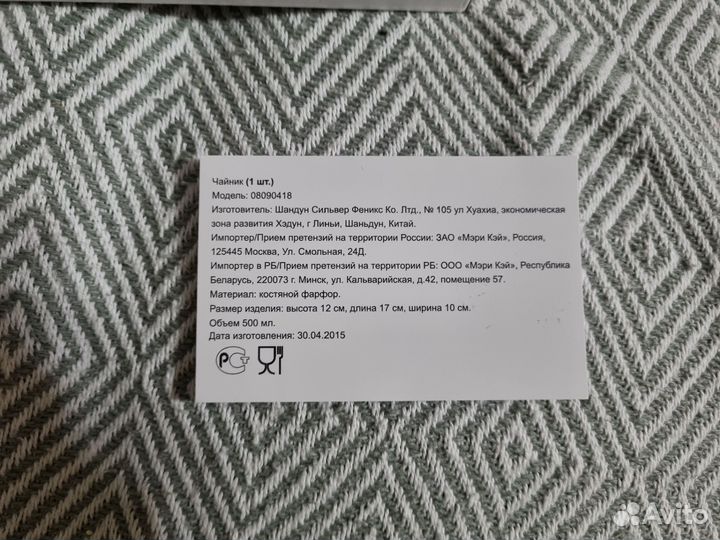 Чайник (1 шт.)
Модель: 08090418
Изготовитель: Шандун Сильвер Феникс Ко. Лтд., № 105 ул Хуахиа, экономическая
зона развития Хэдун, г Линьи, Шаньдун, Китай.
Импортер/Прием претензий на территории России: ЗАО «Мэри Кэй», Россия,
125445 Москва, Ул. Смольная, 24Д.
Импортер в РБ/Прием претензий на территории РБ: ООО «Мэри Кэй», Республика
Беларусь, 220073 г. Минск, ул. Кальварийская, д.42, помещение 57.
Материал: костяной фарфор.
Размер изделия: высота 12 см, длина 17 см, ширина 10 см.
Объем 500 мл.
Дата изготовления: 30.04.2015
РСТ
Avito